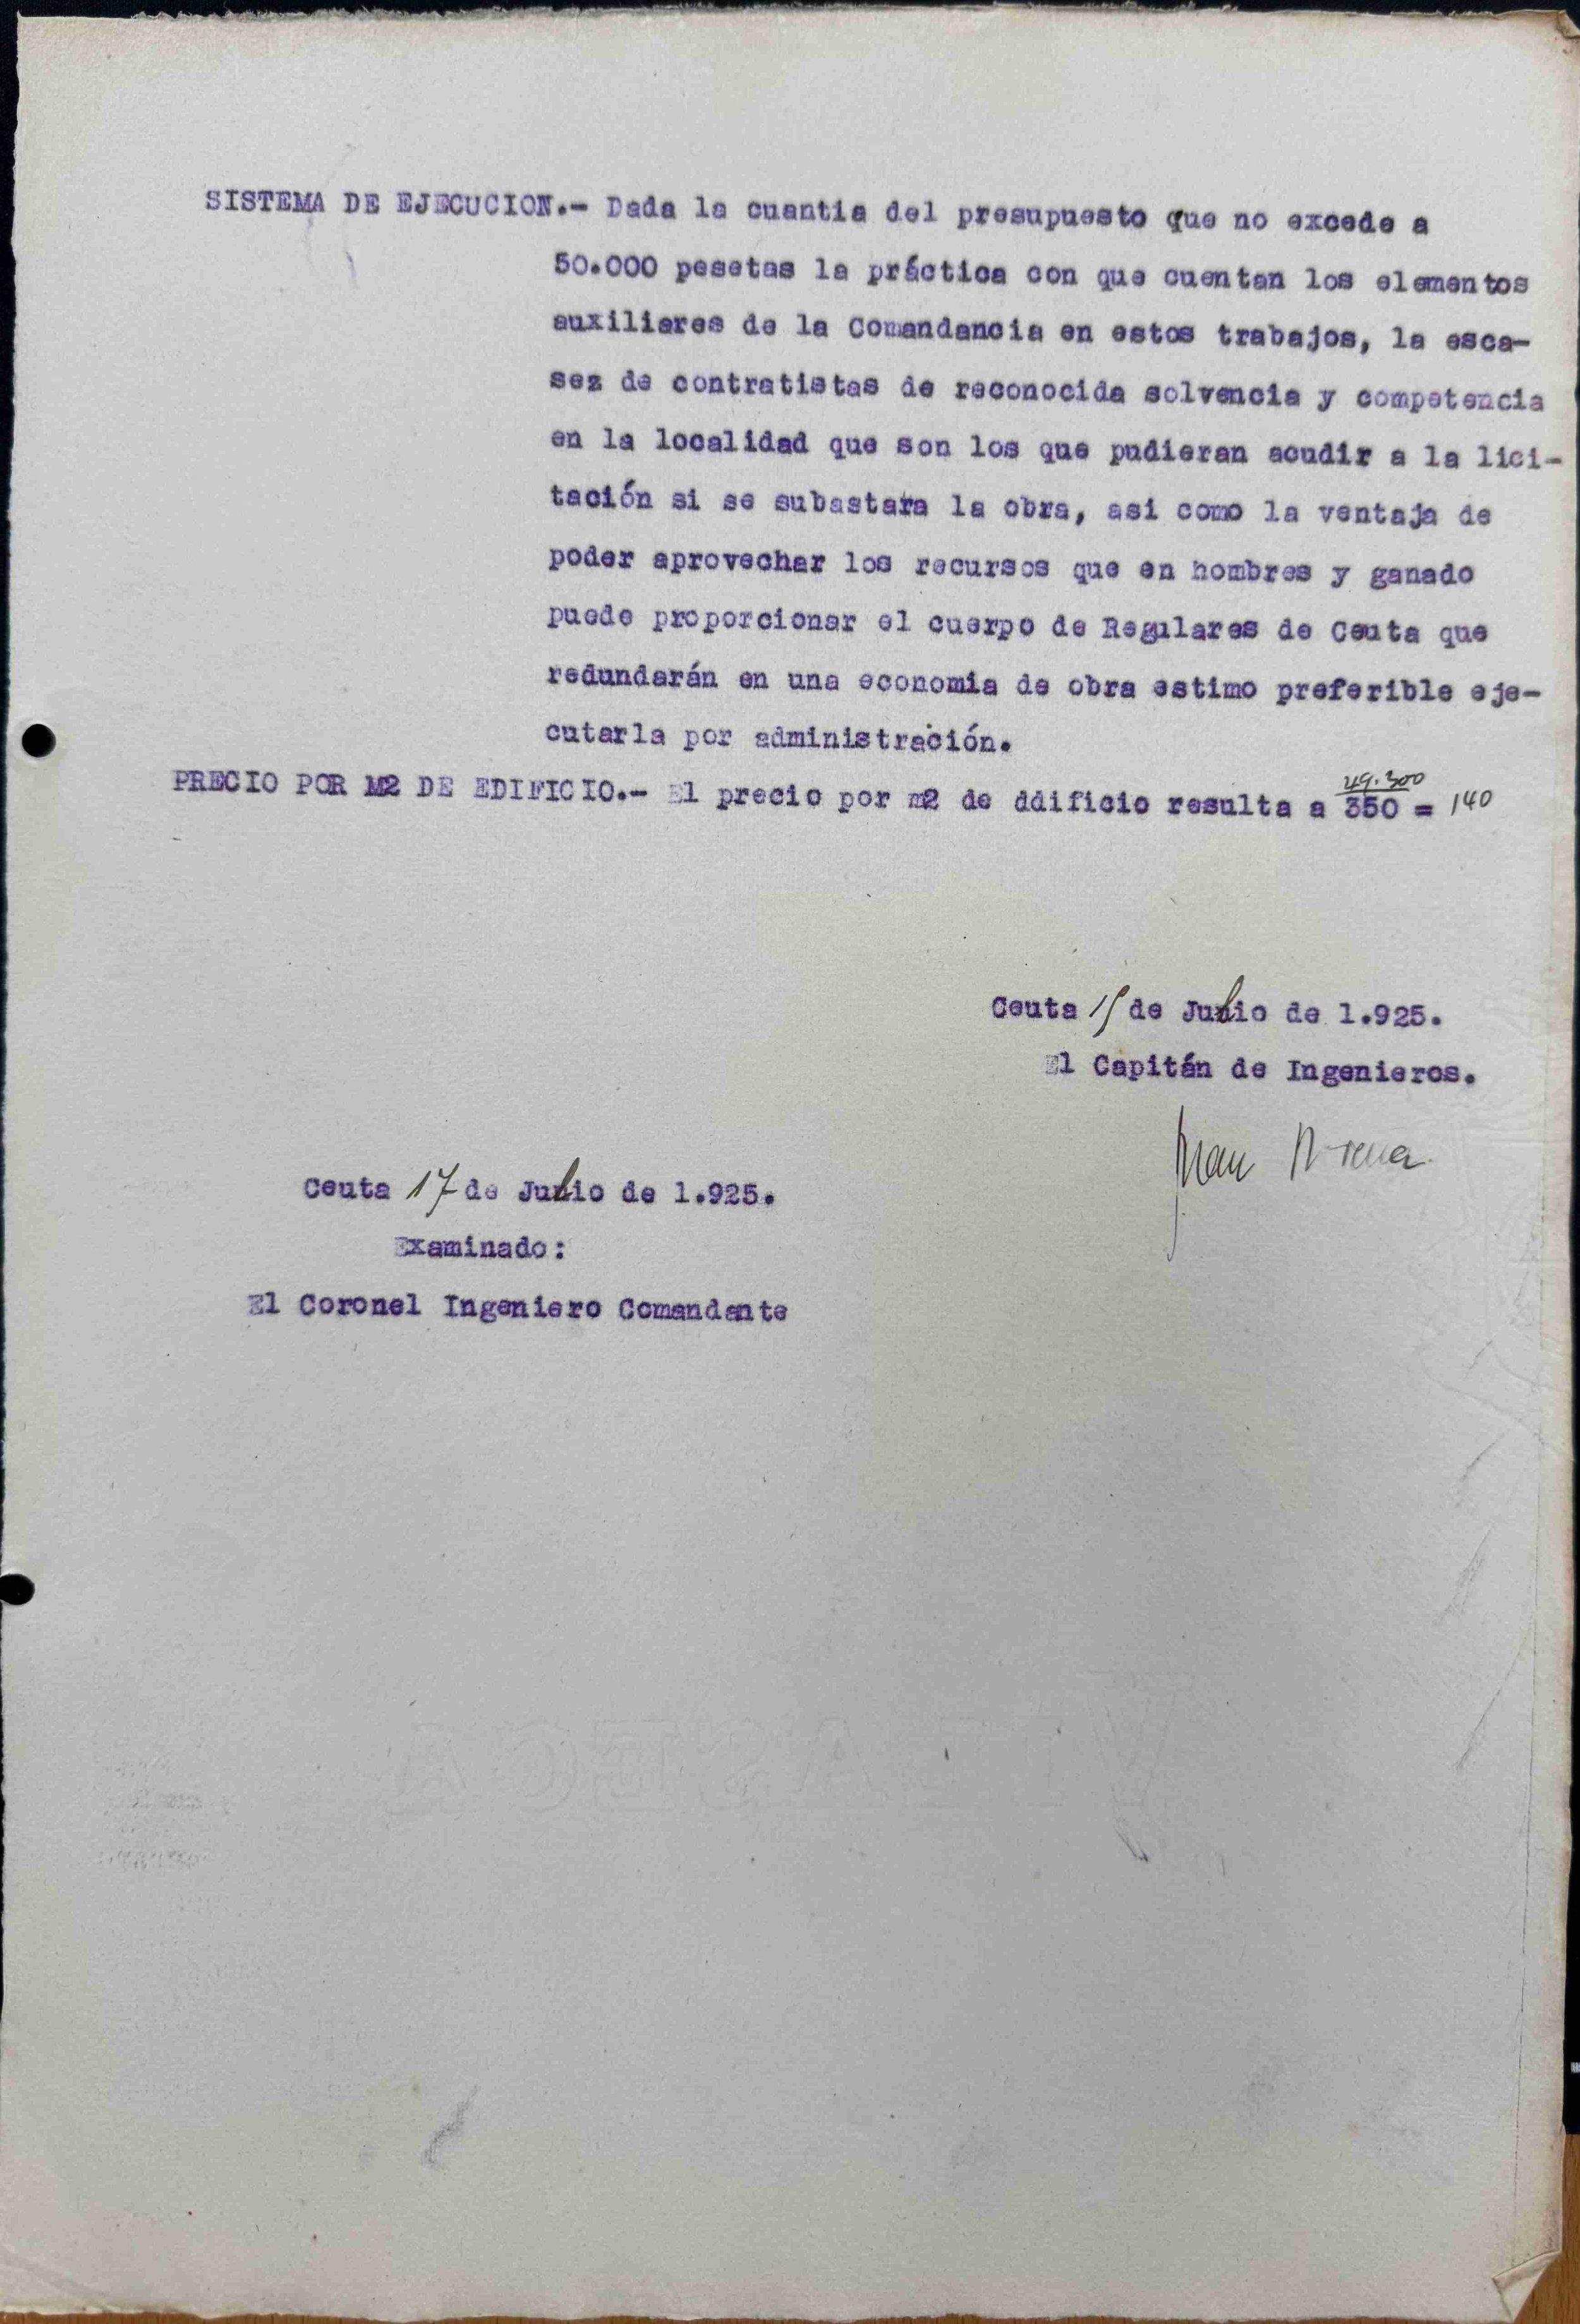 SISTEMA DE EJECUCION.- Dada la cuantia del presupuesto que no excede a
50.000 pesetas la práctica con que cuentan los elementos
auxiliares de la Comandancia en estos trabajos, la esca-
sez de contratistas de reconocida solvencia y competencia
en la localidad que son los que pudieran acudir a la lici-
tación si se subastara la obra, asi como la ventaja de
poder aprovechar los recursos que en hombres y ganado
puede proporcionar el cuerpo de Regulares de Ceuta que
redundarán en una economia de obra estimo preferible eje-
cutarla por administración.
49.300
PRECIO POR M2 DE EDIFICIO.- El precio por m2 de ddificio resulta a 350 = 140
Ceuta 15 de Julio de 1.925.
El Capitán de Ingenieros.
Juan
Ceuta 17 de Julio de 1.925.
Examinado:
El Coronel Ingeniero Comandante
VILASECA